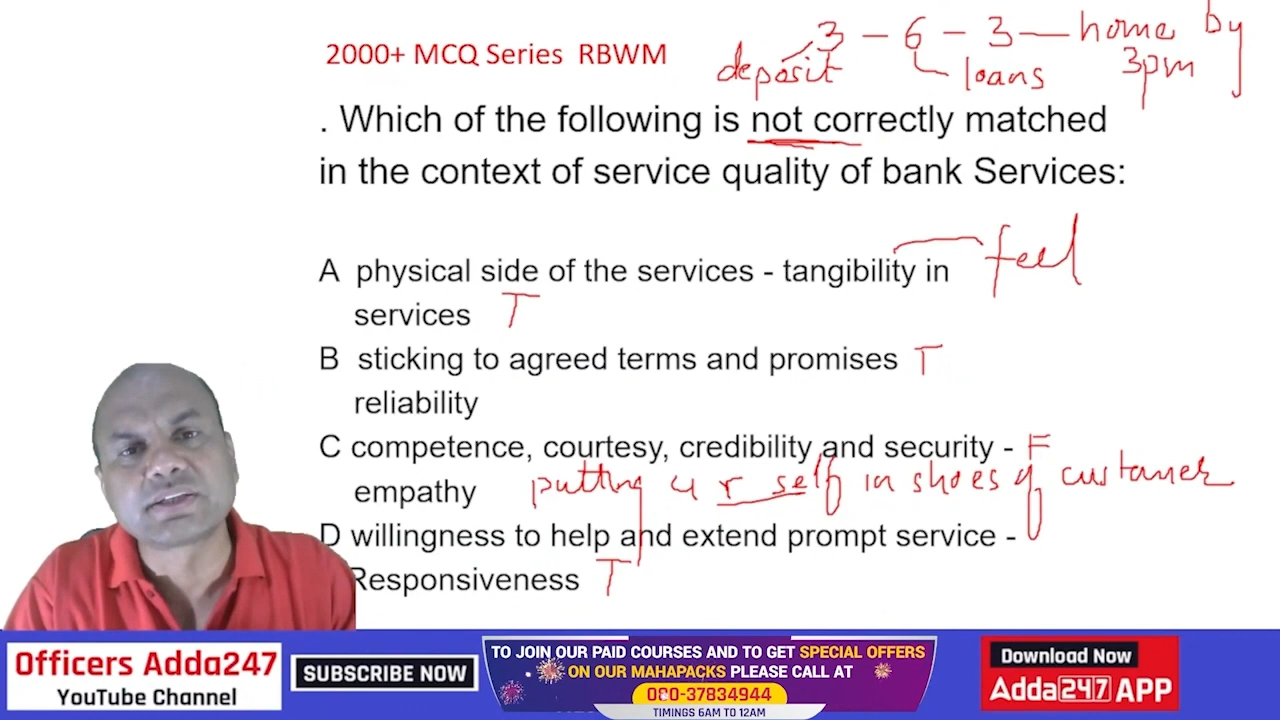 2000+ MCQ Series RBWM
3 - 6 - 3 - home by
deposit loans 3pm
. Which of the following is not correctly matched
in the context of service quality of bank Services:
feel
A physical side of the services - tangibility in
services T
B sticking to agreed terms and promises T
reliability
C competence, courtesy, credibility and security - F
empathy putting ur self in shoes of customer
D willingness to help and extend prompt service -
Responsiveness T
Officers Adda247
YouTube Channel
SUBSCRIBE NOW
TO JOIN OUR PAID COURSES AND TO GET SPECIAL OFFERS
ON OUR MAHAPACKS PLEASE CALL AT
080-37834944
TIMINGS 6AM TO 12AM
Download Now
Adda247 APP